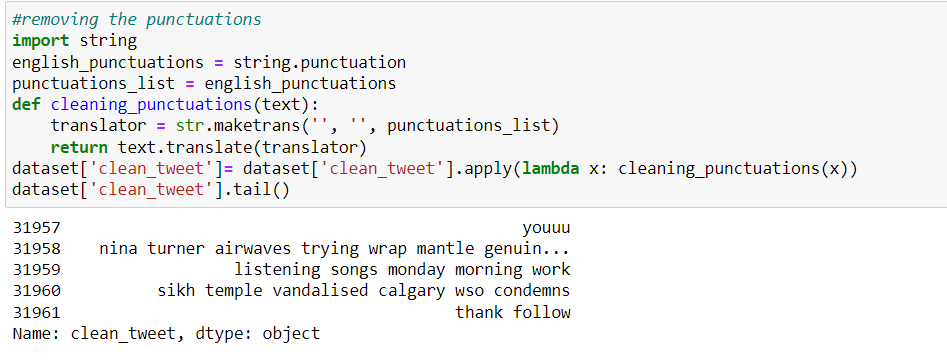 #removing the punctuations
import string
english_punctuations = string.punctuation
punctuations_list = english_punctuations
def cleaning_punctuations(text):
    translator = str.maketrans('', '', punctuations_list)
    return text.translate(translator)
dataset['clean_tweet']= dataset['clean_tweet'].apply(lambda x: cleaning_punctuations(x))
dataset['clean_tweet'].tail()
31957                                                youuu
31958    nina turner airwaves trying wrap mantle genuin...
31959                  listening songs monday morning work
31960          sikh temple vandalised calgary wso condemns
31961                                         thank follow
Name: clean_tweet, dtype: object